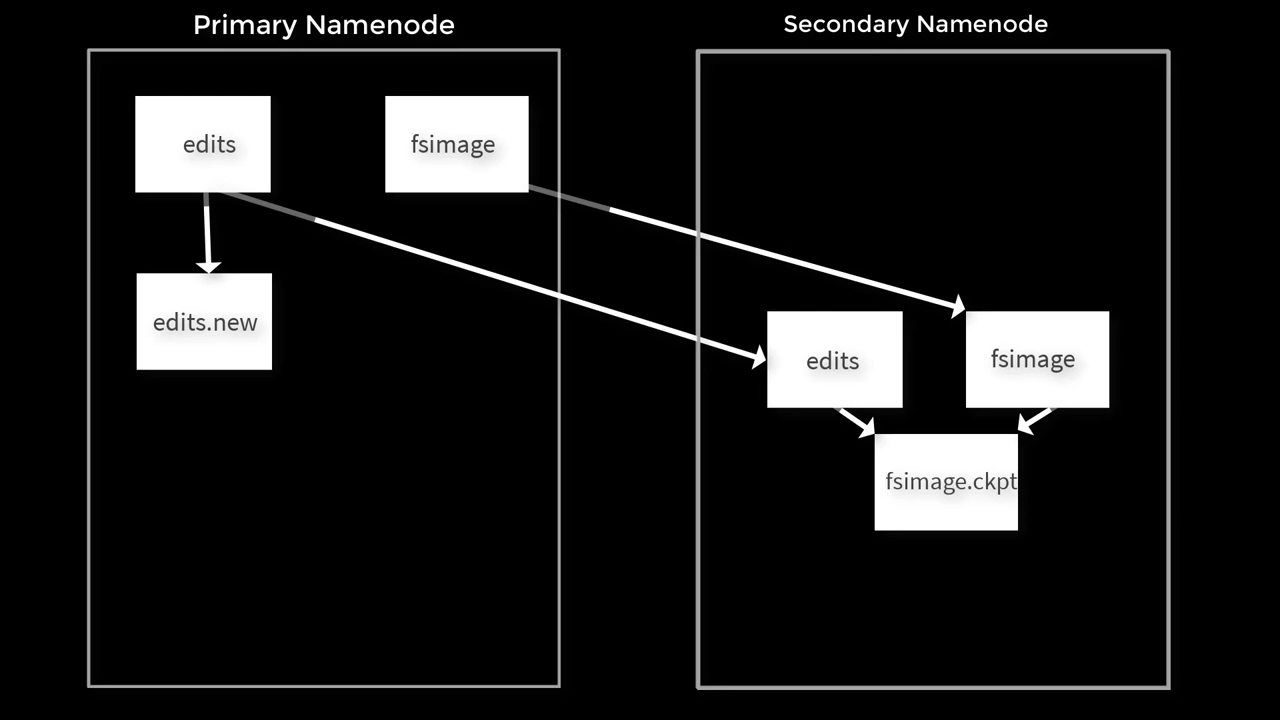 Primary Namenode
Secondary Namenode
edits
fsimage
edits.new
edits
fsimage
fsimage.ckpt